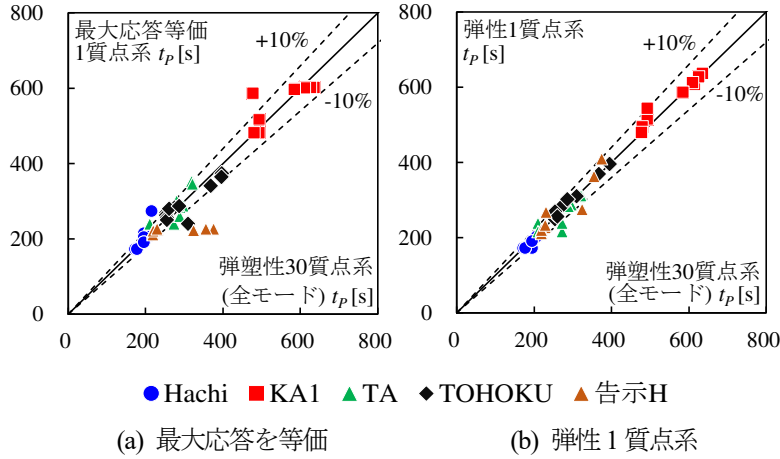 800
600
400
200
0
0 200 400 600 800
最大応答等価
1質点系 tP [s]
+10%
-10%
弾塑性30質点系
(全モード) tP [s]
800
600
400
200
0
0 200 400 600 800
弾性1質点系
tP [s]
+10%
-10%
弾塑性30質点系
(全モード) tP [s]
Hachi KA1 TA TOHOKU 告示H
(a) 最大応答を等価
(b) 弾性 1 質点系